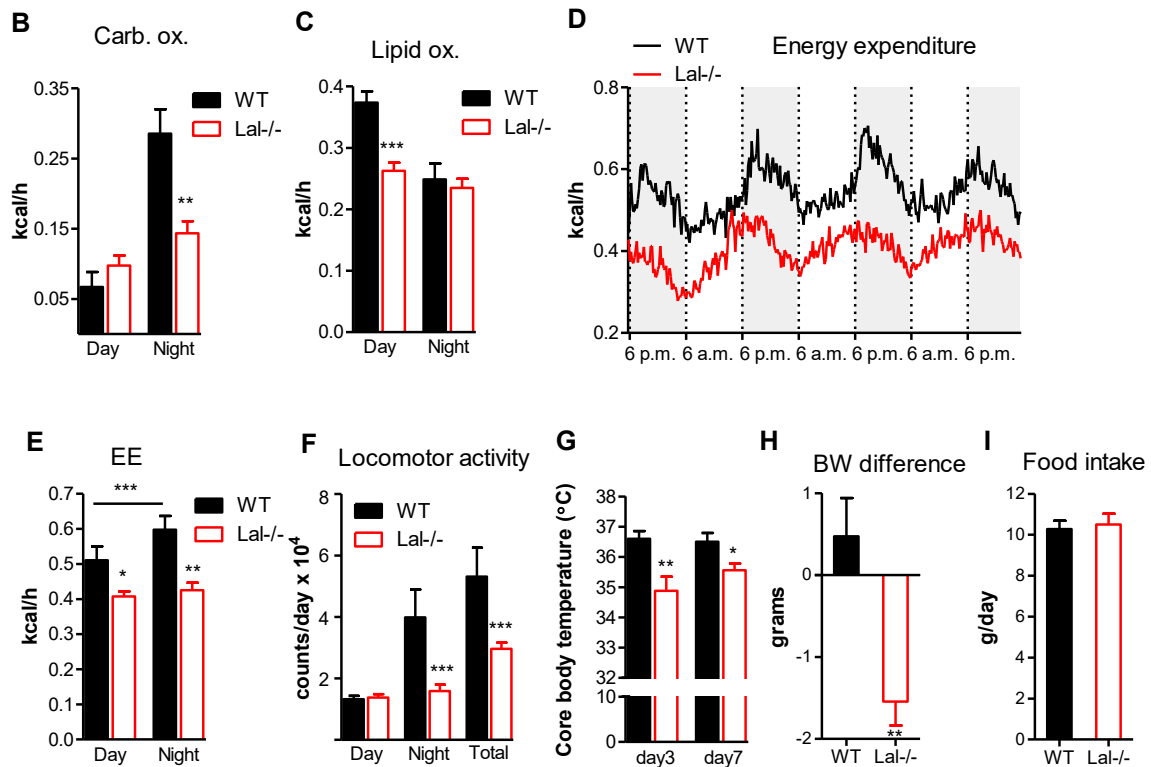 B
Carb. ox.
kcal/h
0.35
0.25
0.15
0.05
WT
Lal-/-
**
Day Night
C
Lipid ox.
kcal/h
0.4
0.3
0.2
0.1
0.0
WT
Lal-/-
***
Day Night
D
WT
Lal-/-
Energy expenditure
kcal/h
0.8
0.6
0.4
0.2
6 p.m. 6 a.m. 6 p.m. 6 a.m. 6 p.m. 6 a.m. 6 p.m.
E
EE
kcal/h
0.7
0.6
0.5
0.4
0.3
0.2
0.1
0.0
***
WT
Lal-/-
* **
Day Night
F
Locomotor activity
counts/day x 10⁴
8
6
4
2
WT
Lal-/-
*** ***
Day Night Total
G
Core body temperature (°C)
38
37
36
35
34
33
32
10
0
** *
day3 day7
H
BW difference
grams
1
0
-1
-2
**
WT Lal-/-
I
Food intake
g/day
12
10
8
6
4
2
0
WT Lal-/-